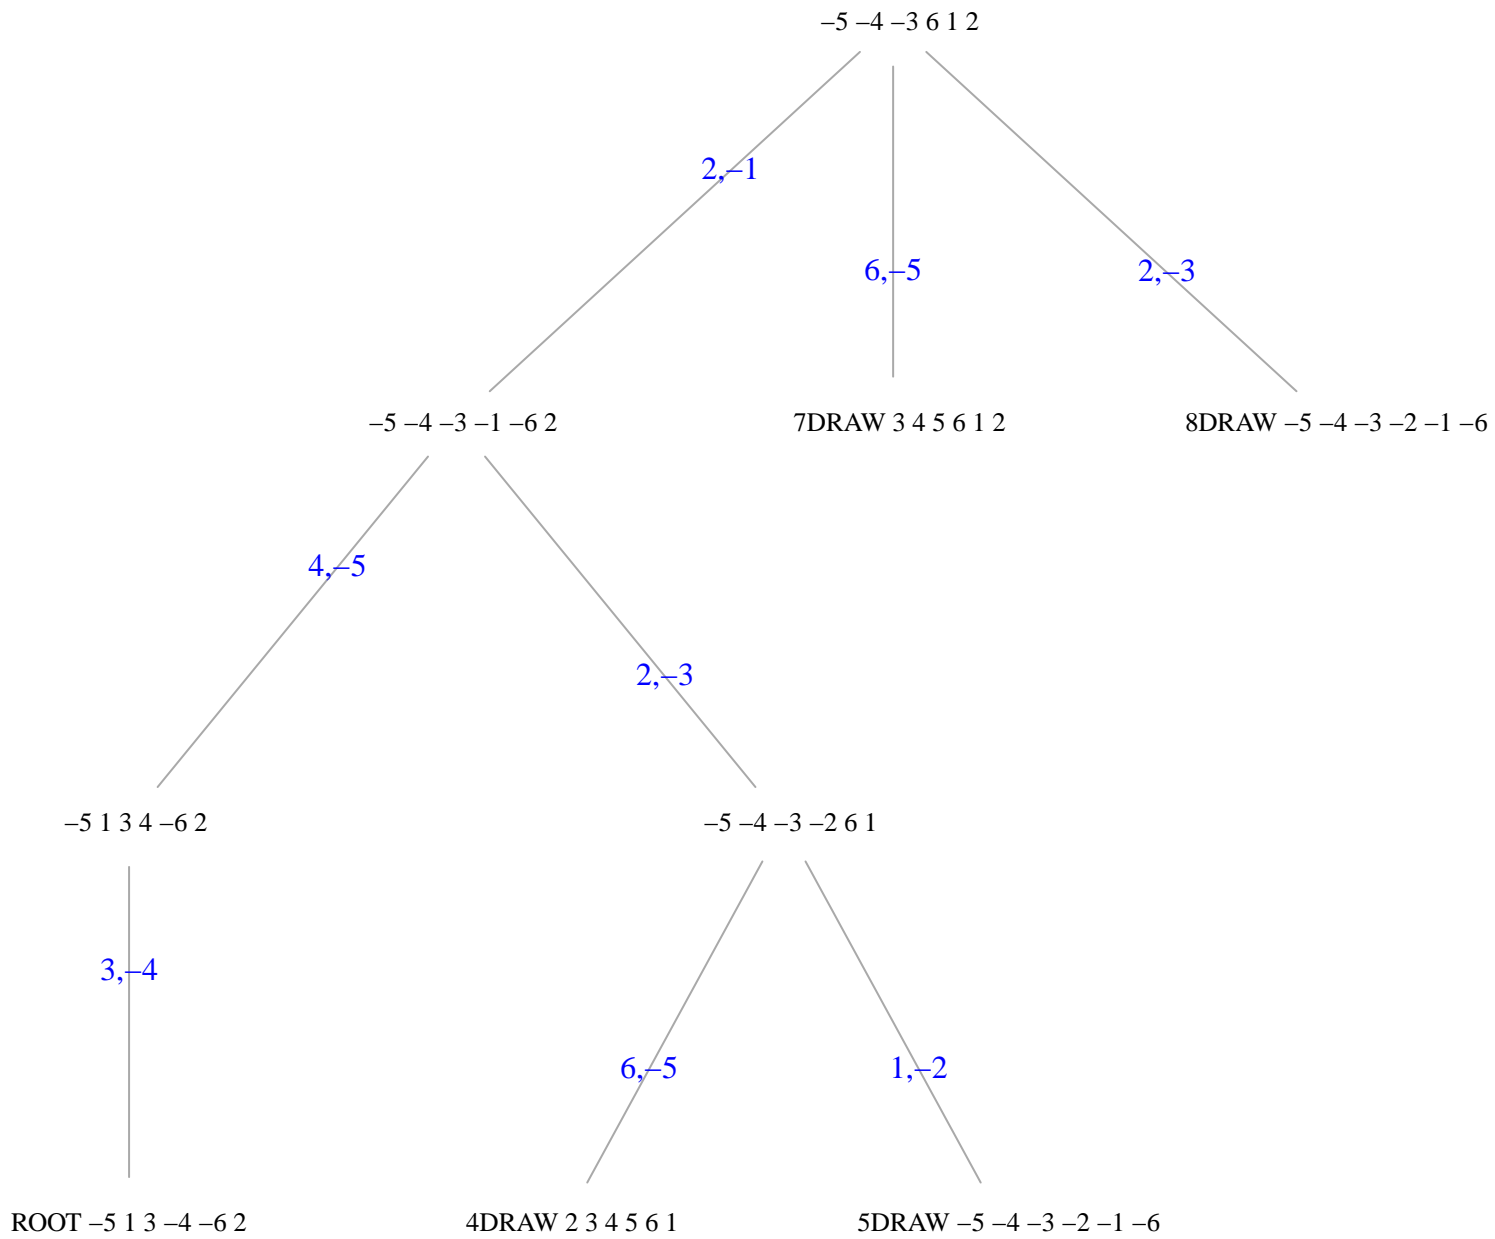 –5 –4 –3 6 1 2
2,–1
6,–5
2,–3
–5 –4 –3 –1 –6 2
7DRAW 3 4 5 6 1 2
8DRAW –5 –4 –3 –2 –1 –6
4,–5
2,–3
–5 1 3 4 –6 2
–5 –4 –3 –2 6 1
3,–4
6,–5
1,–2
ROOT –5 1 3 –4 –6 2
4DRAW 2 3 4 5 6 1
5DRAW –5 –4 –3 –2 –1 –6